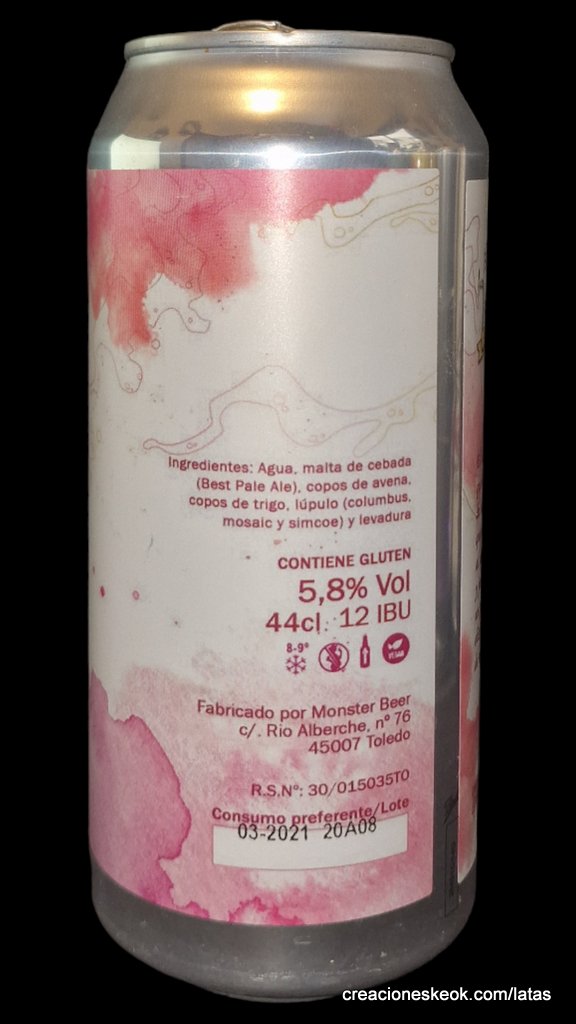 Ingredientes: Agua, malta de cebada
(Best Pale Ale), copos de avena,
copos de trigo, lúpulo (columbus,
mosaic y simcoe) y levadura
CONTIENE GLUTEN
5,8% Vol
44cl. 12 IBU
8-9°
VEGAN
Fabricado por Monster Beer
c/. Rio Alberche, nº 76
45007 Toledo
R.S.Nº: 30/015035TO
Consumo preferente/Lote
03-2021 20A08
creacioneskeok.com/latas